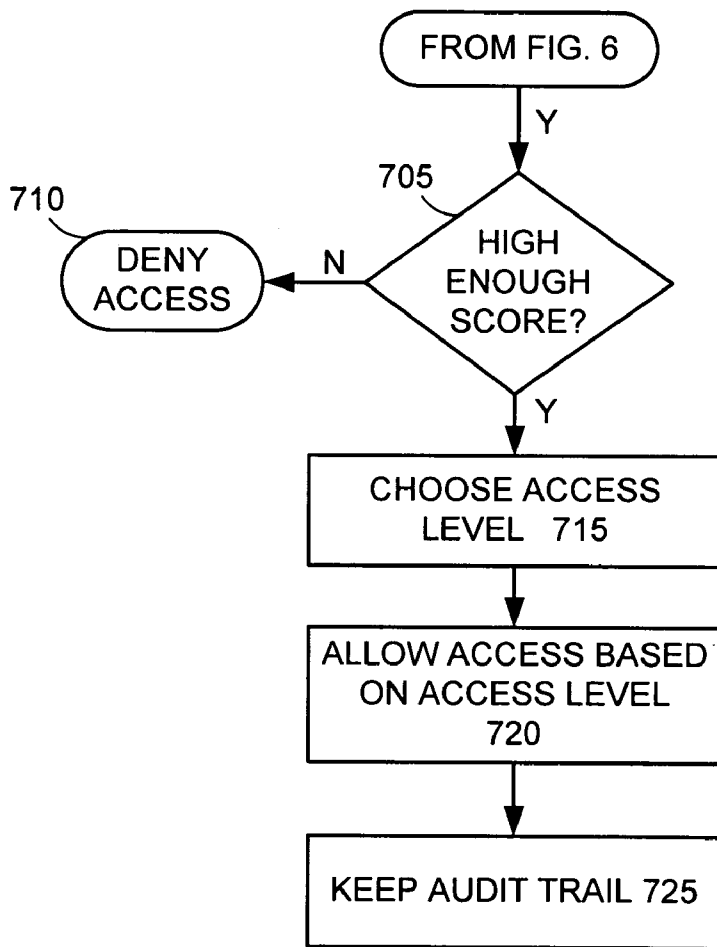 FROM FIG. 6
Y
705
710
HIGH
ENOUGH
SCORE?
N
DENY
ACCESS
Y
CHOOSE ACCESS
LEVEL 715
ALLOW ACCESS BASED
ON ACCESS LEVEL
720
KEEP AUDIT TRAIL 725